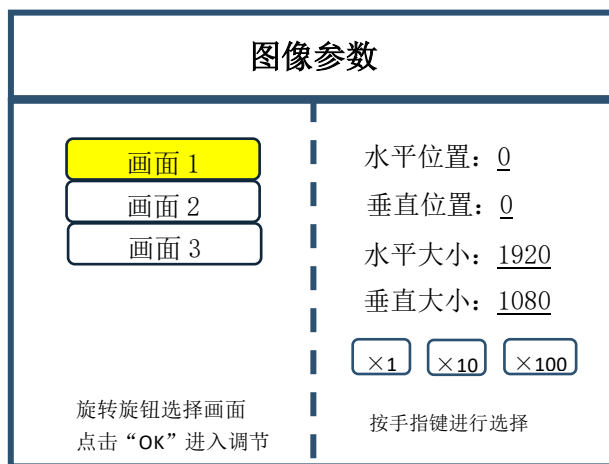 图像参数
画面 1
画面 2
画面 3
旋转旋钮选择画面
点击“OK”进入调节
水平位置：0
垂直位置：0
水平大小：1920
垂直大小：1080
×1 ×10 ×100
按手指键进行选择